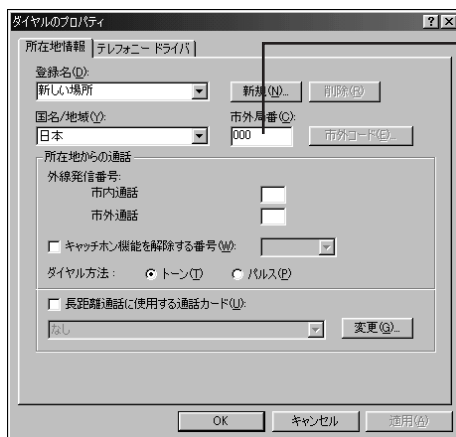 ダイヤルのプロパティ
所在地情報 テレフォニー ドライバ
登録名(D):
新しい場所 新規(N)... 削除(R)
国名/地域(Y): 市外局番(C):
日本 000 市外コード(E)...
所在地からの通話
外線発信番号:
市内通話
市外通話
キャッチホン機能を解除する番号(W):
ダイヤル方法: トーン(T) パルス(P)
長距離通話に使用する通話カード(U):
なし 変更(G)...
OK キャンセル 適用(A)